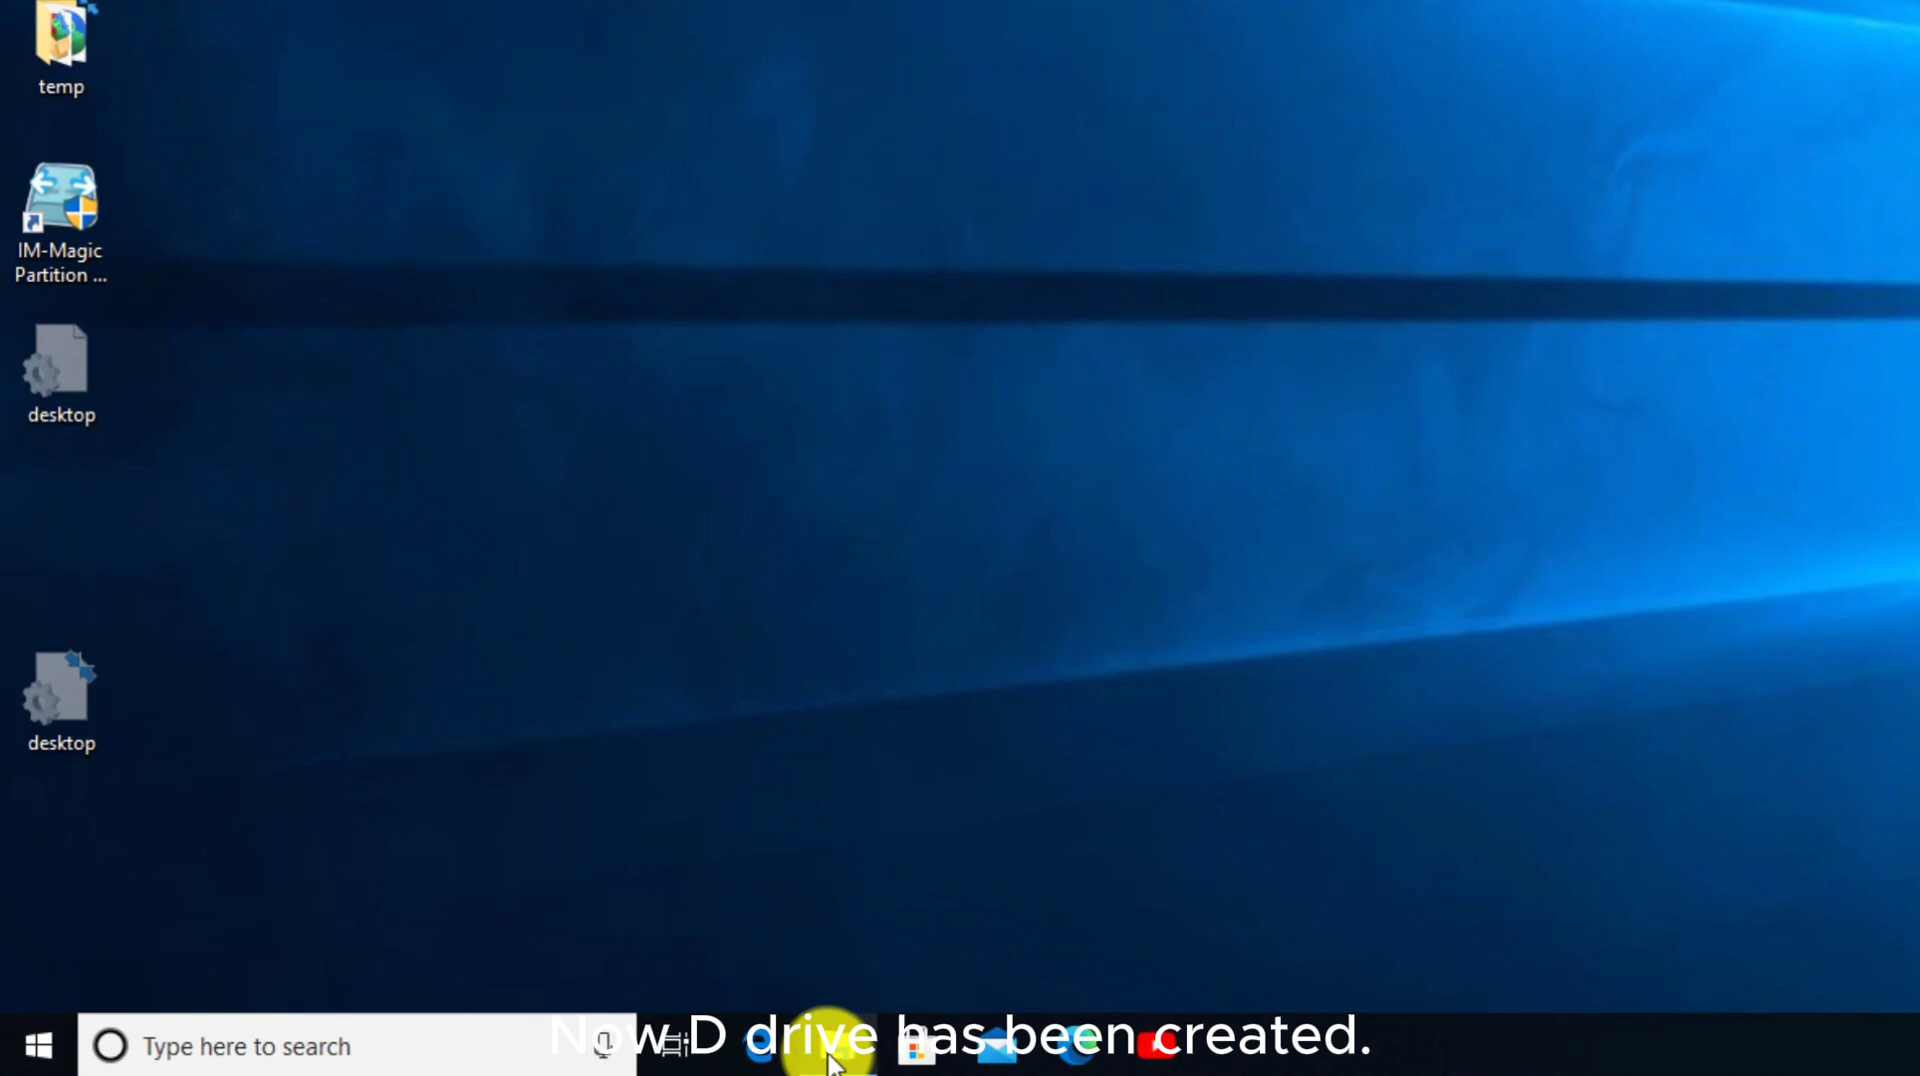 temp
IM-Magic
Partition ...
desktop
desktop
Type here to search
Now D drive has been created.